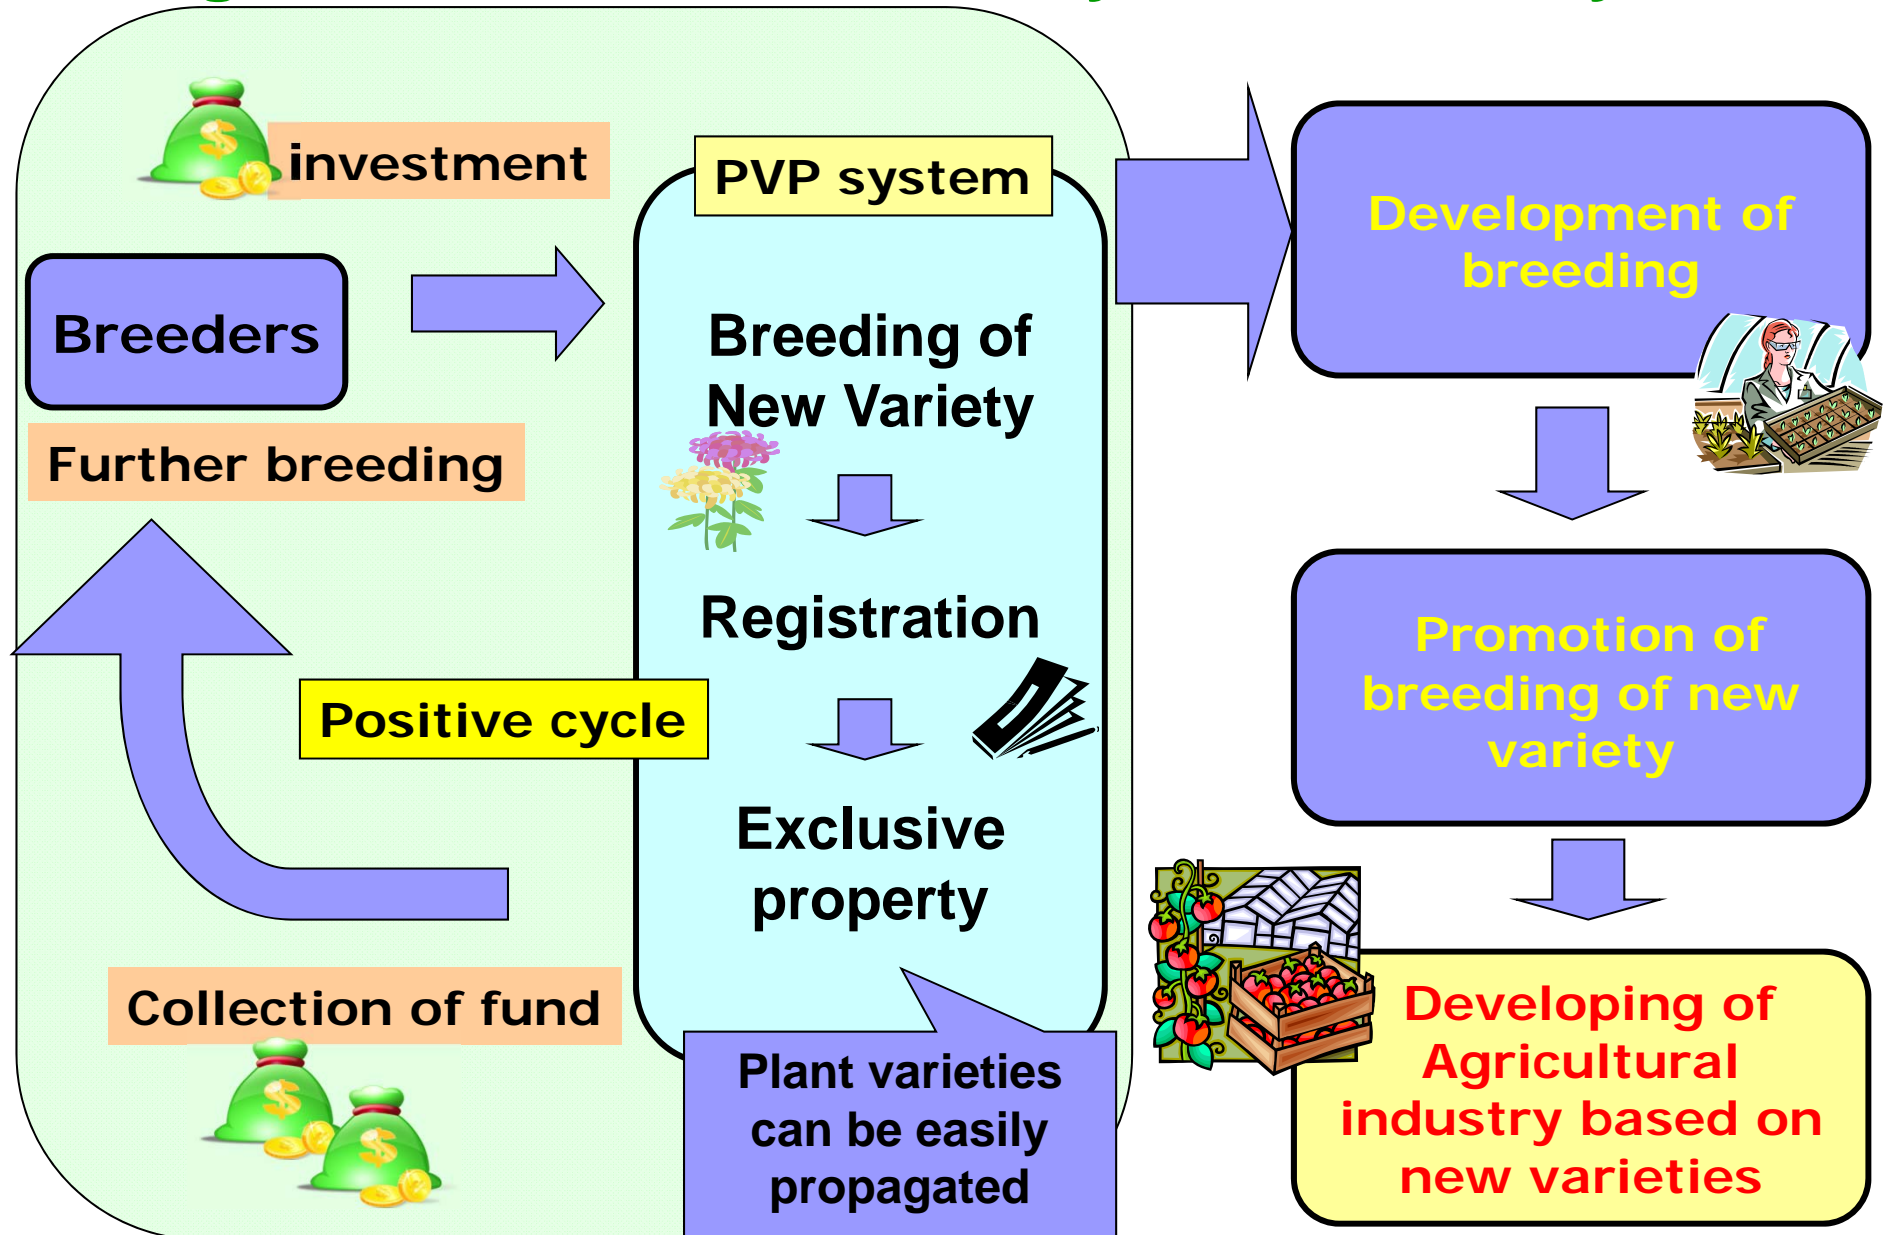 investment
PVP system
Breeders
Further breeding
Breeding of
New Variety
Registration
Positive cycle
Exclusive
property
Collection of fund
Plant varieties
can be easily
propagated
Development of
breeding
Promotion of
breeding of new
variety
Developing of
Agricultural
industry based on
new varieties